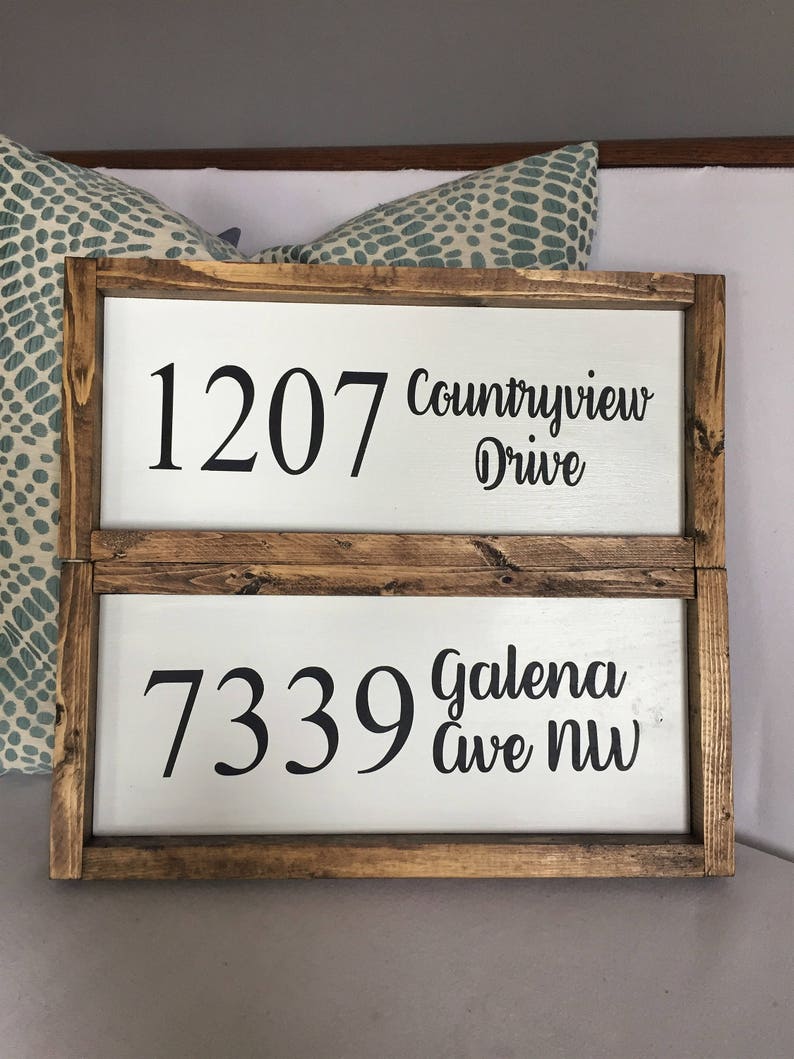 1207 Countryview
Drive
7339 Galena
Ave NW